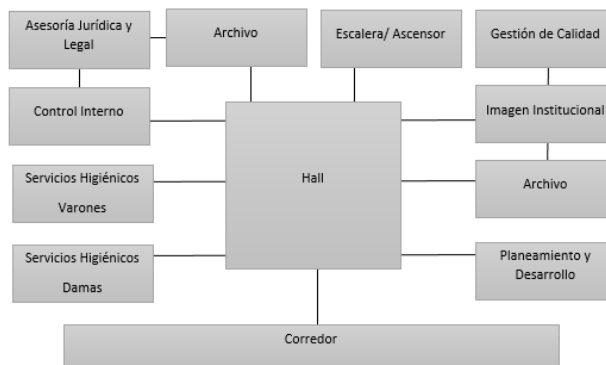 Asesoría Jurídica y
Legal
Archivo
Escalera/ Ascensor
Gestión de Calidad
Control Interno
Imagen Institucional
Servicios Higiénicos
Varones
Hall
Archivo
Servicios Higiénicos
Damas
Planeamiento y
Desarrollo
Corredor